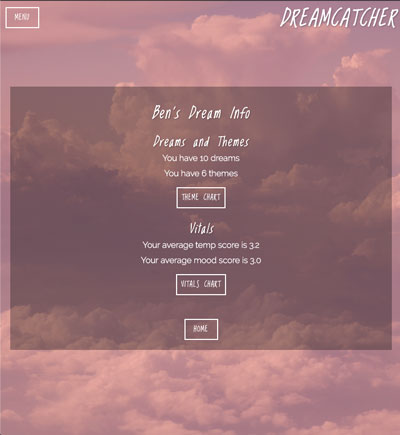 MENU
DREAMCATCHER
Ben's Dream Info
Dreams and Themes
You have 10 dreams
You have 6 themes
THEME CHART
Vitals
Your average temp score is 3.2
Your average mood score is 3.0
VITALS CHART
HOME